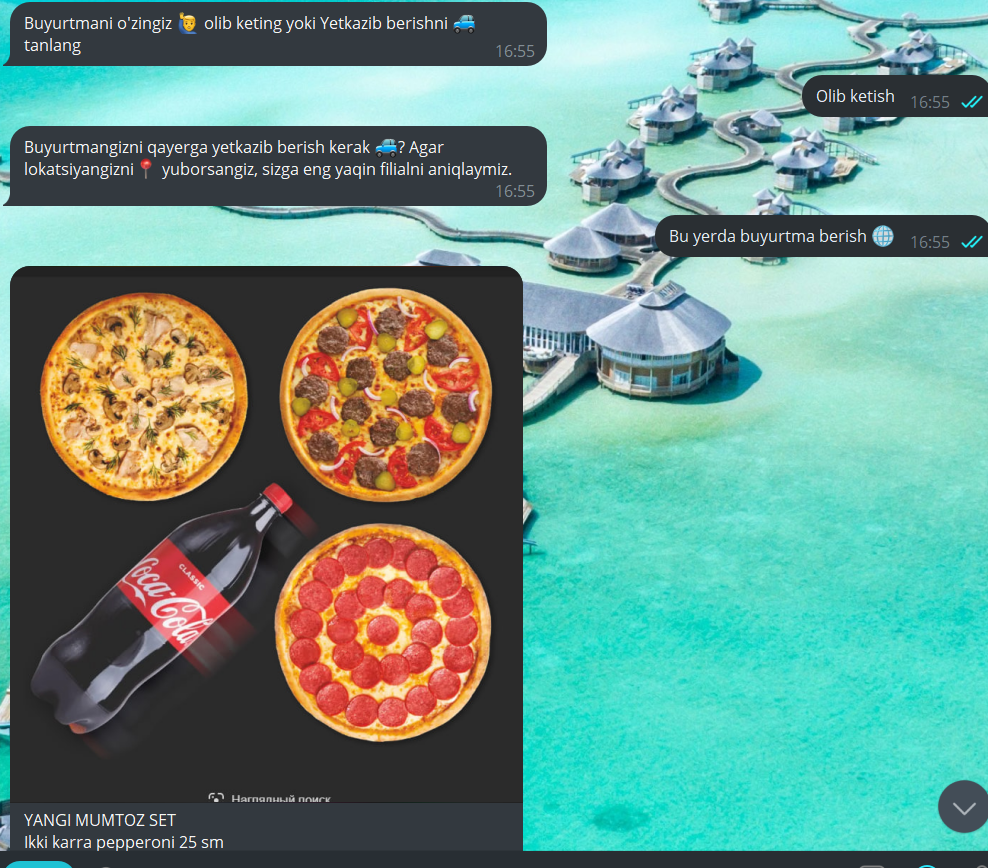 Buyurtmani o'zingiz 🙋‍♂️ olib keting yoki Yetkazib berishni 🚙
tanlang
16:55
Olib ketish 16:55
Buyurtmangizni qayerga yetkazib berish kerak 🚙? Agar
lokatsiyangizni 📍 yuborsangiz, sizga eng yaqin filialni aniqlaymiz.
16:55
Bu yerda buyurtma berish 🌐 16:55
CLASSIC
Coca-Cola
Наглядный поиск
YANGI MUMTOZ SET
Ikki karra pepperoni 25 sm